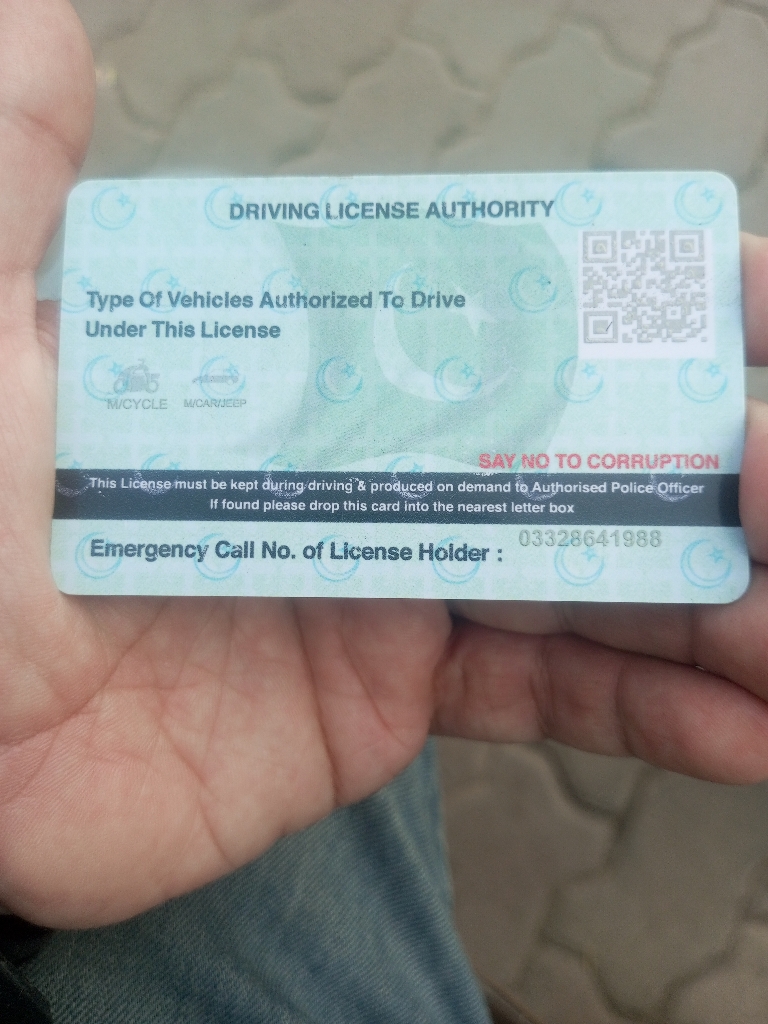 DRIVING LICENSE AUTHORITY
Type Of Vehicles Authorized To Drive
Under This License
M/CYCLE M/CAR/JEEP
SAY NO TO CORRUPTION
This License must be kept during driving & produced on demand to Authorised Police Officer
If found please drop this card into the nearest letter box
Emergency Call No. of License Holder : 03328641988